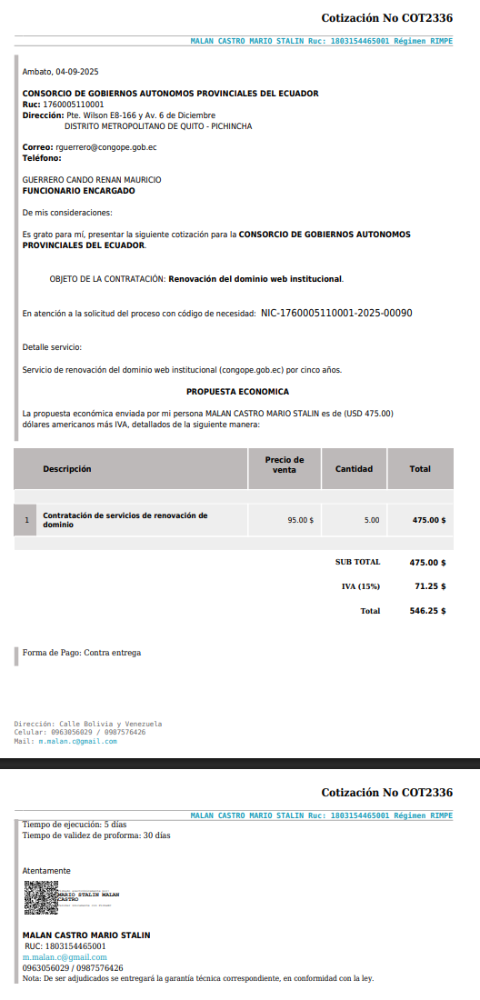 Cotización No COT2336
MALAN CASTRO MARIO STALIN Ruc: 1803154465001 Régimen RIMPE
Ambato, 04-09-2025
CONSORCIO DE GOBIERNOS AUTONOMOS PROVINCIALES DEL ECUADOR
Ruc: 1760005110001
Dirección: Pte. Wilson E8-166 y Av. 6 de Diciembre
DISTRITO METROPOLITANO DE QUITO - PICHINCHA
Correo: rguerrero@congope.gob.ec
Teléfono:
GUERRERO CANDO RENAN MAURICIO
FUNCIONARIO ENCARGADO
De mis consideraciones:
Es grato para mí, presentar la siguiente cotización para la CONSORCIO DE GOBIERNOS AUTONOMOS
PROVINCIALES DEL ECUADOR.
OBJETO DE LA CONTRATACIÓN: Renovación del dominio web institucional.
En atención a la solicitud del proceso con código de necesidad: NIC-1760005110001-2025-00090
Detalle servicio:
Servicio de renovación del dominio web institucional (congope.gob.ec) por cinco años.
PROPUESTA ECONOMICA
La propuesta económica enviada por mi persona MALAN CASTRO MARIO STALIN es de (USD 475.00)
dólares americanos más IVA, detallados de la siguiente manera:
Descripción Precio de venta Cantidad Total
1 Contratación de servicios de renovación de dominio 95.00 $ 5.00 475.00 $
SUB TOTAL 475.00 $
IVA (15%) 71.25 $
Total 546.25 $
Forma de Pago: Contra entrega
Dirección: Calle Bolivia y Venezuela
Celular: 0963056029 / 0987576426
Mail: m.malan.c@gmail.com
Cotización No COT2336
MALAN CASTRO MARIO STALIN Ruc: 1803154465001 Régimen RIMPE
Tiempo de ejecución: 5 días
Tiempo de validez de proforma: 30 días
Atentamente
MARIO STALIN MALAN
CASTRO
MALAN CASTRO MARIO STALIN
RUC: 1803154465001
m.malan.c@gmail.com
0963056029 / 0987576426
Nota: De ser adjudicados se entregará la garantía técnica correspondiente, en conformidad con la ley.